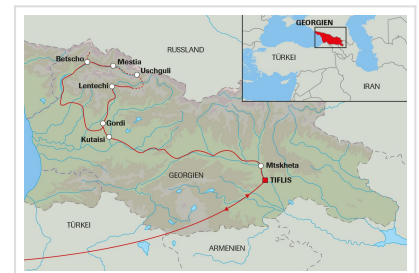 GEORGIEN
RUSSLAND
TÜRKEI
IRAN
Betscho
Mestia
Uschguli
Lentechi
Gordi
Kutaisi
Mtskheta
TIFLIS
GEORGIEN
TÜRKEI
ARMENIEN